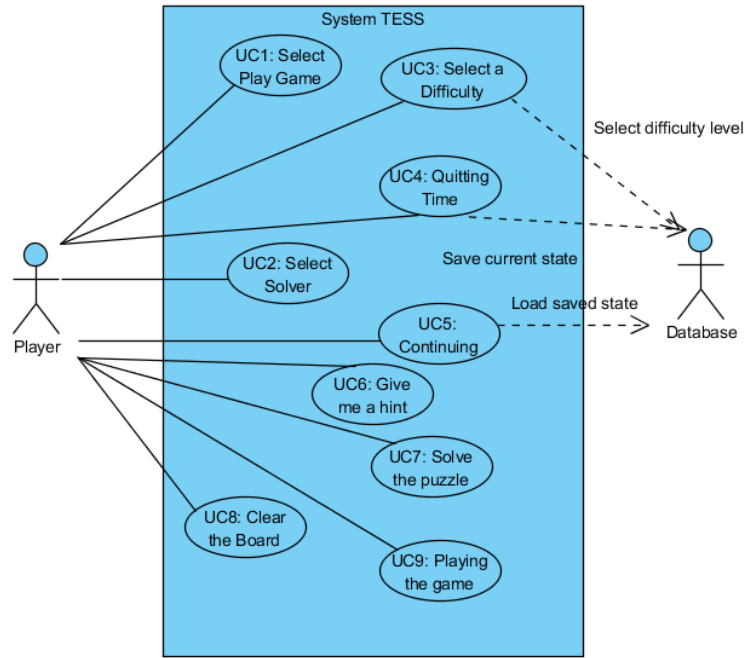 System TESS
UC1: Select
Play Game
UC3: Select a
Difficulty
Select difficulty level
UC4: Quitting
Time
UC2: Select
Solver
Save current state
Load saved state
UC5:
Continuing
Database
Player
UC6: Give
me a hint
UC7: Solve
the puzzle
UC8: Clear
the Board
UC9: Playing
the game